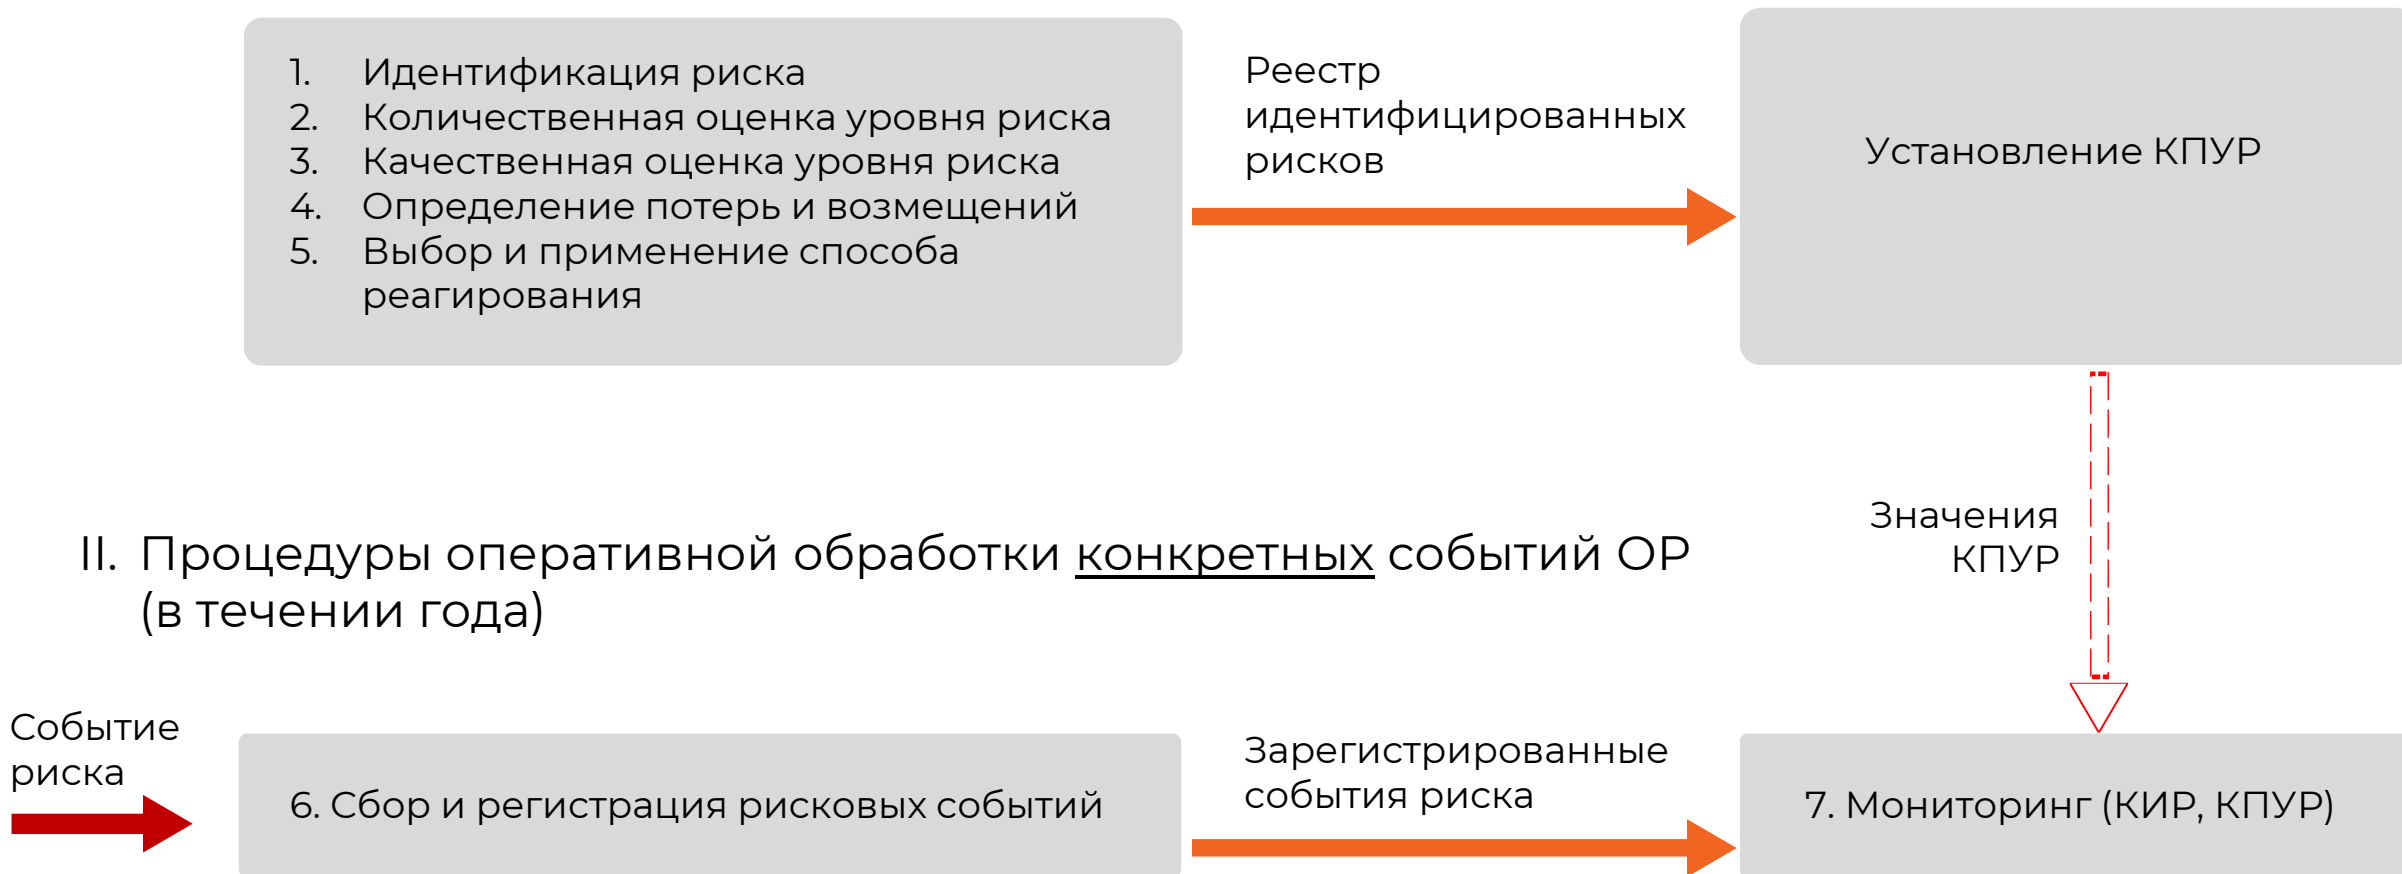 1. Идентификация риска
2. Количественная оценка уровня риска
3. Качественная оценка уровня риска
4. Определение потерь и возмещений
5. Выбор и применение способа
реагирования
Реестр
идентифицированных
рисков
Установление КПУР
Значения
КПУР
II. Процедуры оперативной обработки конкретных событий ОР
(в течении года)
Событие
риска
6. Сбор и регистрация рисковых событий
Зарегистрированные
события риска
7. Мониторинг (КИР, КПУР)